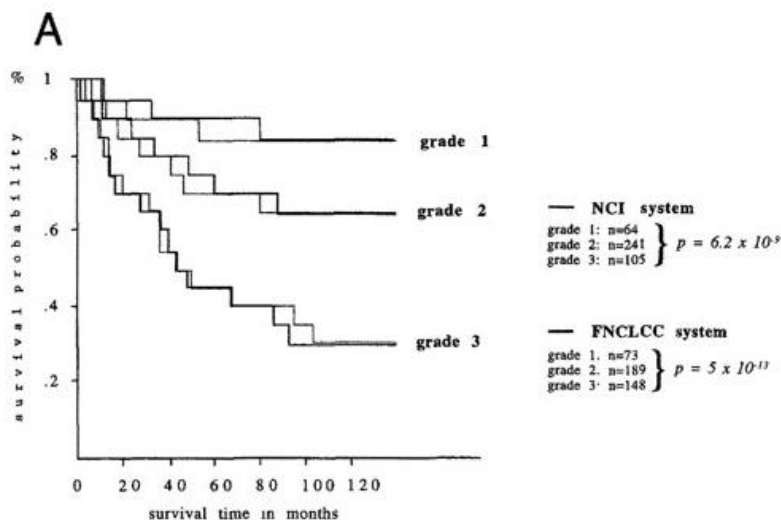 A
%
1
.8
.6
.4
.2
survival probability
grade 1
grade 2
grade 3
0 20 40 60 80 100 120
survival time in months
NCI system
grade 1: n=64
grade 2: n=241
grade 3: n=105
p = 6.2 x 10-9
FNCLCC system
grade 1. n=73
grade 2. n=189
grade 3· n=148
p = 5 x 10-13